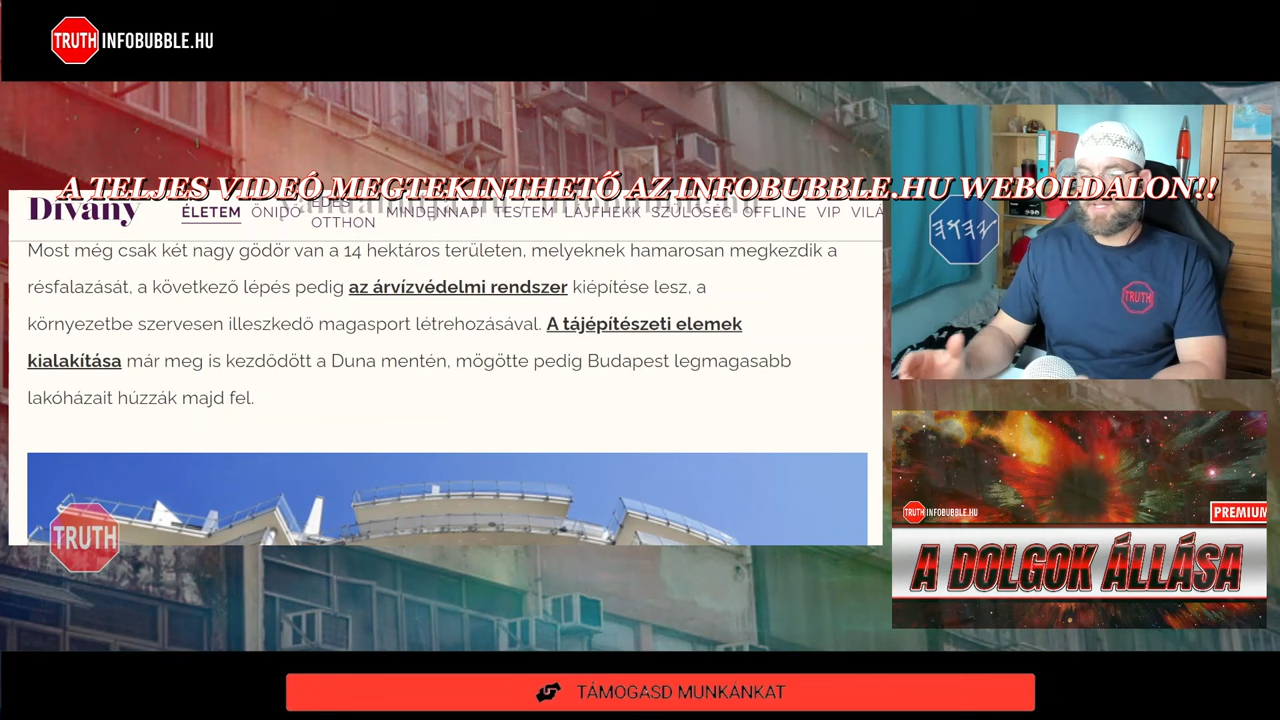 TRUTH INFOBUBBLE.HU
A TELJES VIDEÓ MEGTEKINTHETŐ AZ INFOBUBBLE.HU WEBOLDALON!!
Dívány ÉLETEM ÖNIDŐ ÉDES OTTHON MINDENNAPI TESTEM LÁJFHEKK SZÜLŐSÉG OFFLINE VIP VILÁ
Most még csak két nagy gödör van a 14 hektáros területen, melyeknek hamarosan megkezdik a
résfalazását, a következő lépés pedig az árvízvédelmi rendszer kiépítése lesz, a
környezetbe szervesen illeszkedő magasport létrehozásával. A tájépítészeti elemek
kialakítása már meg is kezdődött a Duna mentén, mögötte pedig Budapest legmagasabb
lakóházait húzzák majd fel.
TRUTH
𐤉𐤄𐤅𐤄
TRUTH
TRUTH INFOBUBBLE.HU
PREMIUM
A DOLGOK ÁLLÁSA
TÁMOGASD MUNKÁNKAT